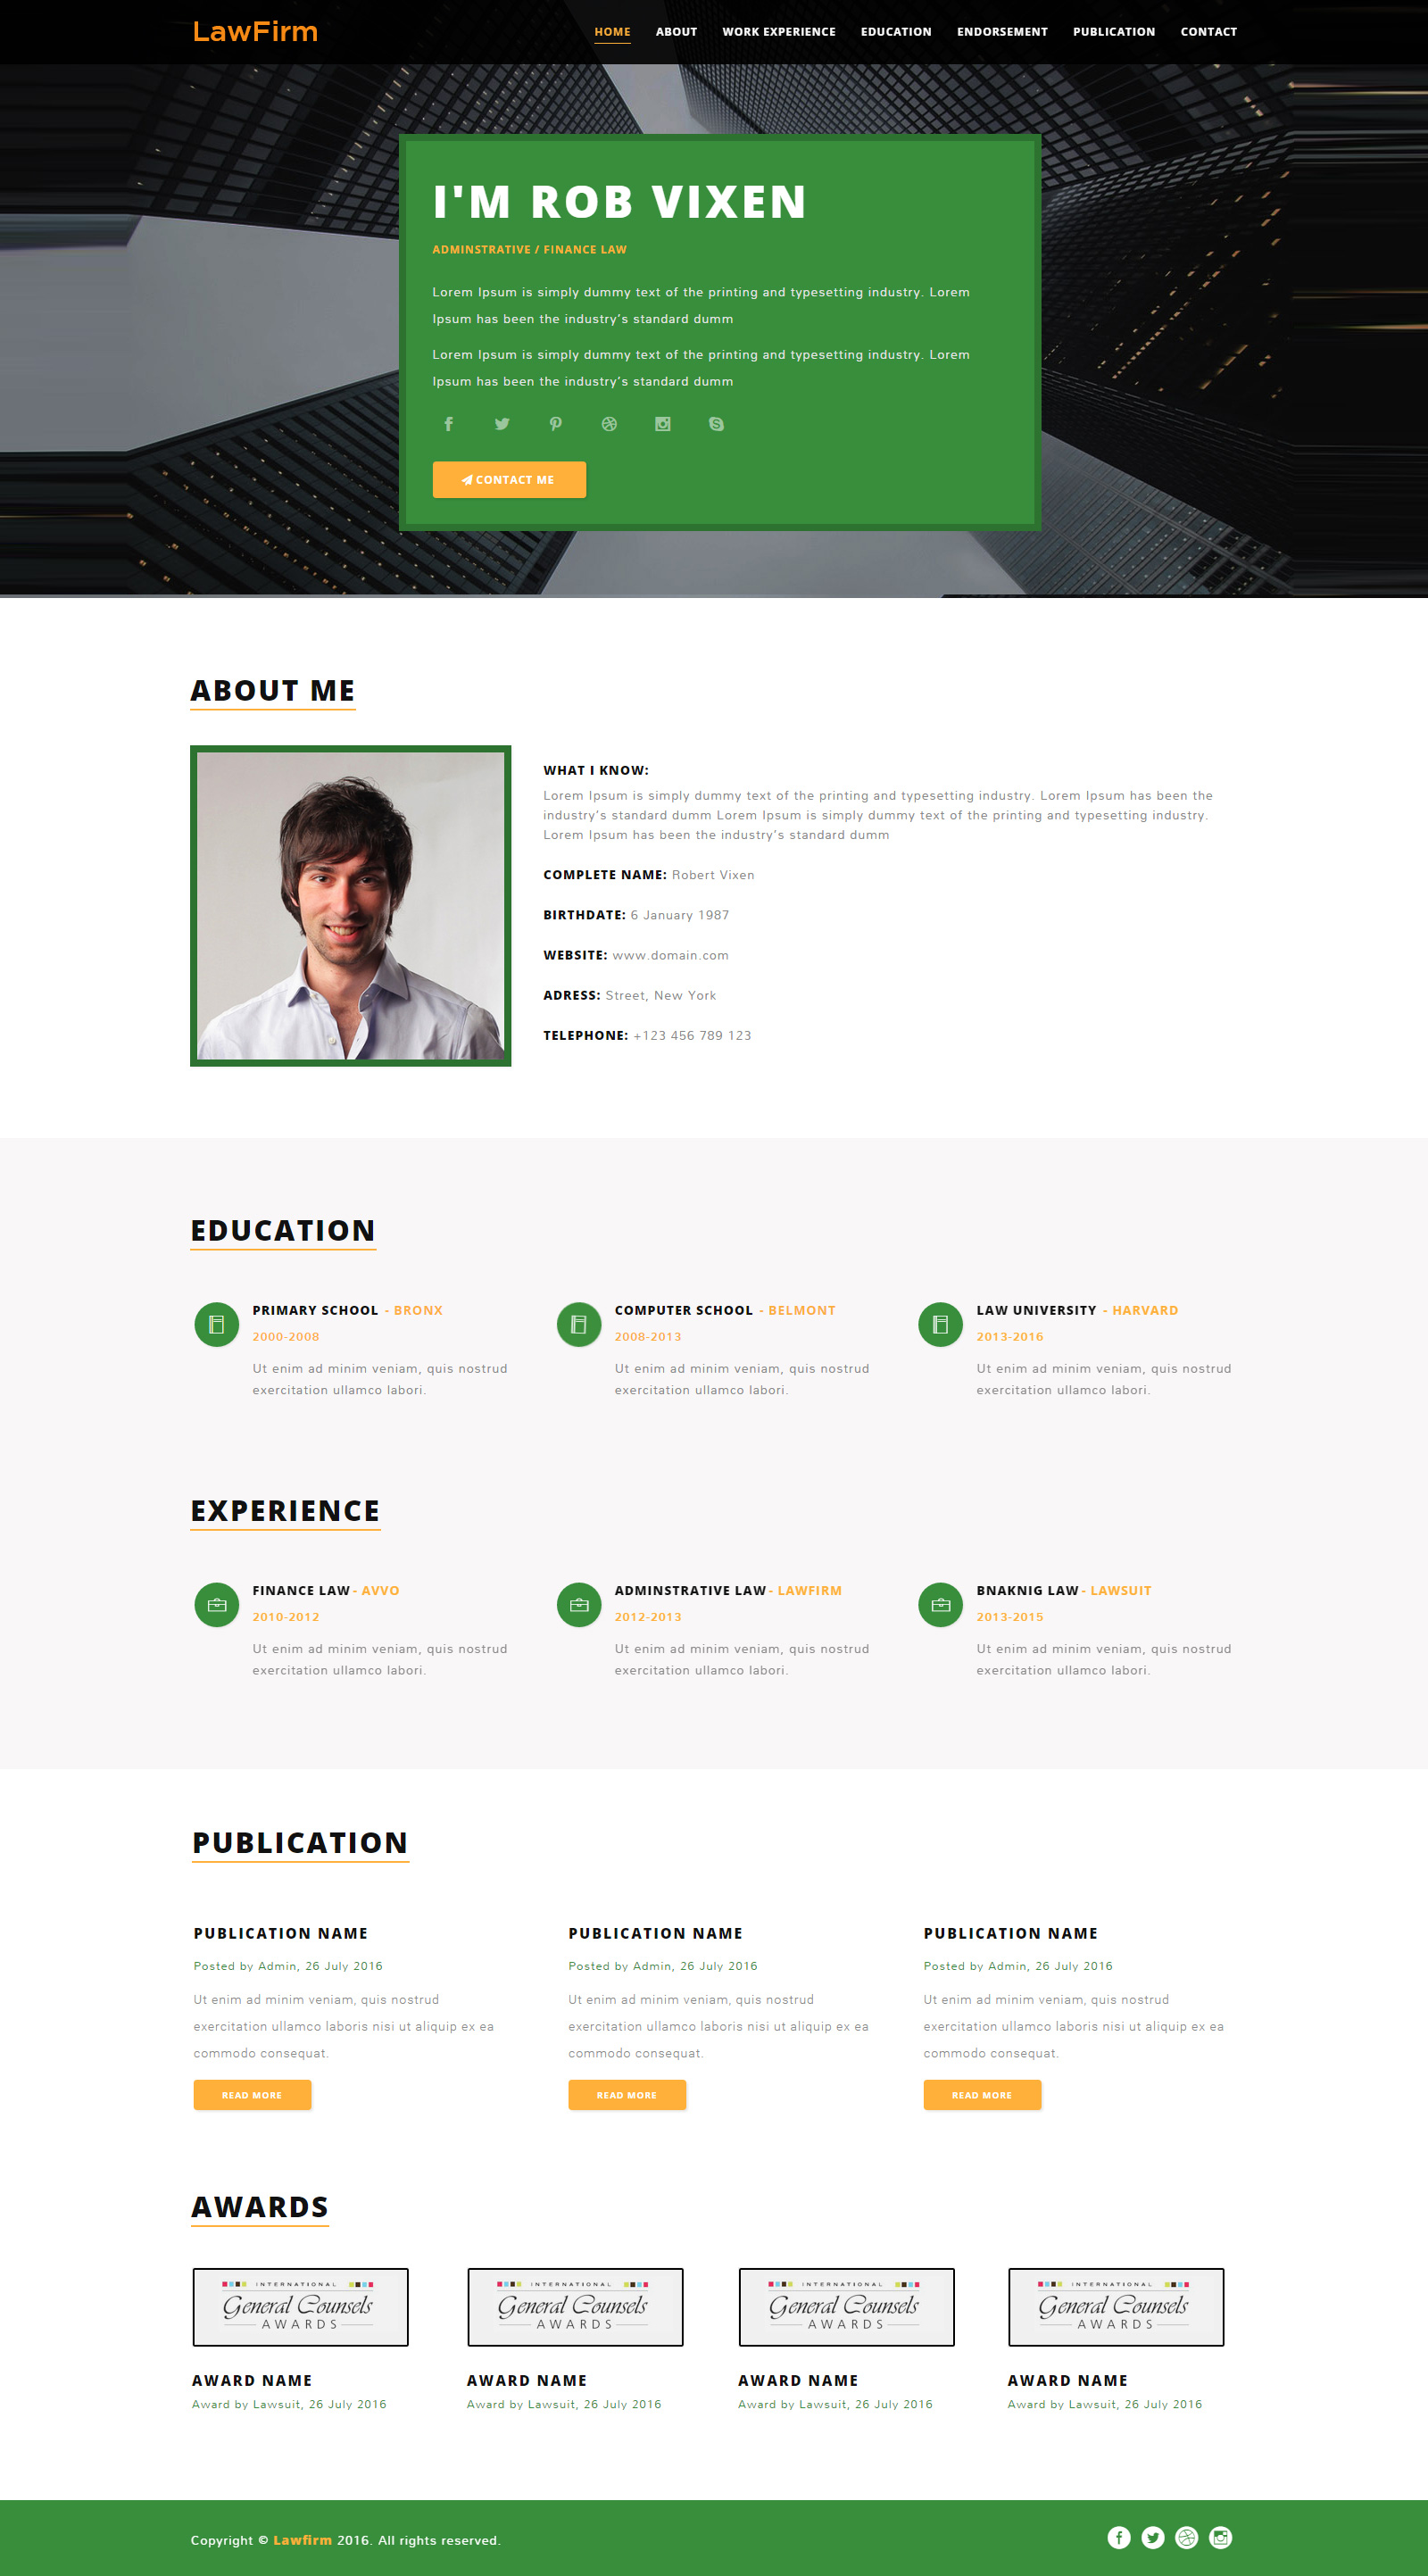 LawFirm
HOME ABOUT WORK EXPERIENCE EDUCATION ENDORSEMENT PUBLICATION CONTACT
I'M ROB VIXEN
ADMINSTRATIVE / FINANCE LAW
Lorem Ipsum is simply dummy text of the printing and typesetting industry. Lorem
Ipsum has been the industry's standard dumm
Lorem Ipsum is simply dummy text of the printing and typesetting industry. Lorem
Ipsum has been the industry's standard dumm
CONTACT ME
ABOUT ME
WHAT I KNOW:
Lorem Ipsum is simply dummy text of the printing and typesetting industry. Lorem Ipsum has been the
industry's standard dumm Lorem Ipsum is simply dummy text of the printing and typesetting industry.
Lorem Ipsum has been the industry's standard dumm
COMPLETE NAME: Robert Vixen
BIRTHDATE: 6 January 1987
WEBSITE: www.domain.com
ADRESS: Street, New York
TELEPHONE: +123 456 789 123
EDUCATION
PRIMARY SCHOOL - BRONX
2000-2008
Ut enim ad minim veniam, quis nostrud
exercitation ullamco labori.
COMPUTER SCHOOL - BELMONT
2008-2013
Ut enim ad minim veniam, quis nostrud
exercitation ullamco labori.
LAW UNIVERSITY - HARVARD
2013-2016
Ut enim ad minim veniam, quis nostrud
exercitation ullamco labori.
EXPERIENCE
FINANCE LAW - AVVO
2010-2012
Ut enim ad minim veniam, quis nostrud
exercitation ullamco labori.
ADMINSTRATIVE LAW - LAWFIRM
2012-2013
Ut enim ad minim veniam, quis nostrud
exercitation ullamco labori.
BNAKNIG LAW - LAWSUIT
2013-2015
Ut enim ad minim veniam, quis nostrud
exercitation ullamco labori.
PUBLICATION
PUBLICATION NAME
Posted by Admin, 26 July 2016
Ut enim ad minim veniam, quis nostrud
exercitation ullamco laboris nisi ut aliquip ex ea
commodo consequat.
READ MORE
PUBLICATION NAME
Posted by Admin, 26 July 2016
Ut enim ad minim veniam, quis nostrud
exercitation ullamco laboris nisi ut aliquip ex ea
commodo consequat.
READ MORE
PUBLICATION NAME
Posted by Admin, 26 July 2016
Ut enim ad minim veniam, quis nostrud
exercitation ullamco laboris nisi ut aliquip ex ea
commodo consequat.
READ MORE
AWARDS
INTERNATIONAL
General Counsels
AWARDS
AWARD NAME
Award by Lawsuit, 26 July 2016
INTERNATIONAL
General Counsels
AWARDS
AWARD NAME
Award by Lawsuit, 26 July 2016
INTERNATIONAL
General Counsels
AWARDS
AWARD NAME
Award by Lawsuit, 26 July 2016
INTERNATIONAL
General Counsels
AWARDS
AWARD NAME
Award by Lawsuit, 26 July 2016
Copyright © Lawfirm 2016. All rights reserved.